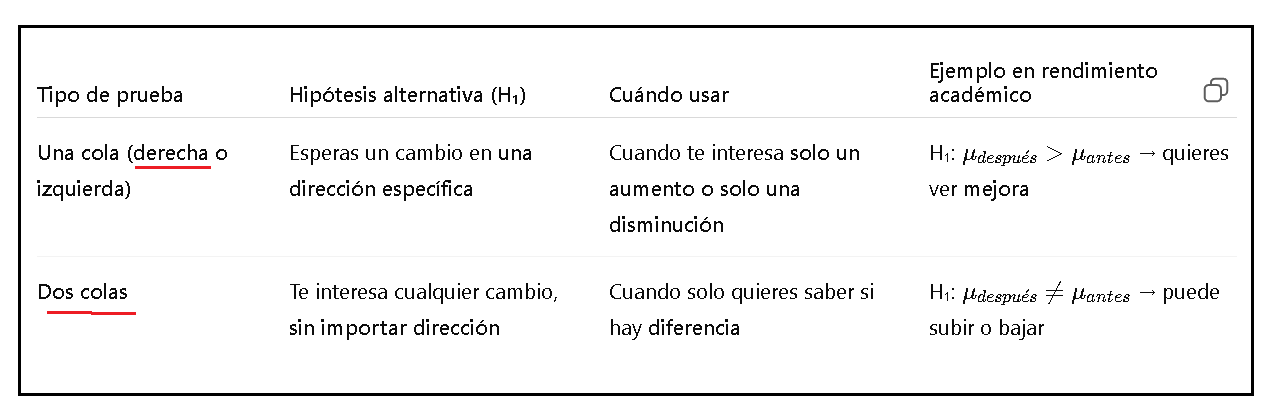 Tipo de prueba
Hipótesis alternativa (H₁)
Cuándo usar
Ejemplo en rendimiento
académico
Una cola (derecha o
izquierda)
Esperas un cambio en una
dirección específica
Cuando te interesa solo un
aumento o solo una
disminución
H₁: μ_después > μ_antes → quieres
ver mejora
Dos colas
Te interesa cualquier cambio,
sin importar dirección
Cuando solo quieres saber si
hay diferencia
H₁: μ_después ≠ μ_antes → puede
subir o bajar